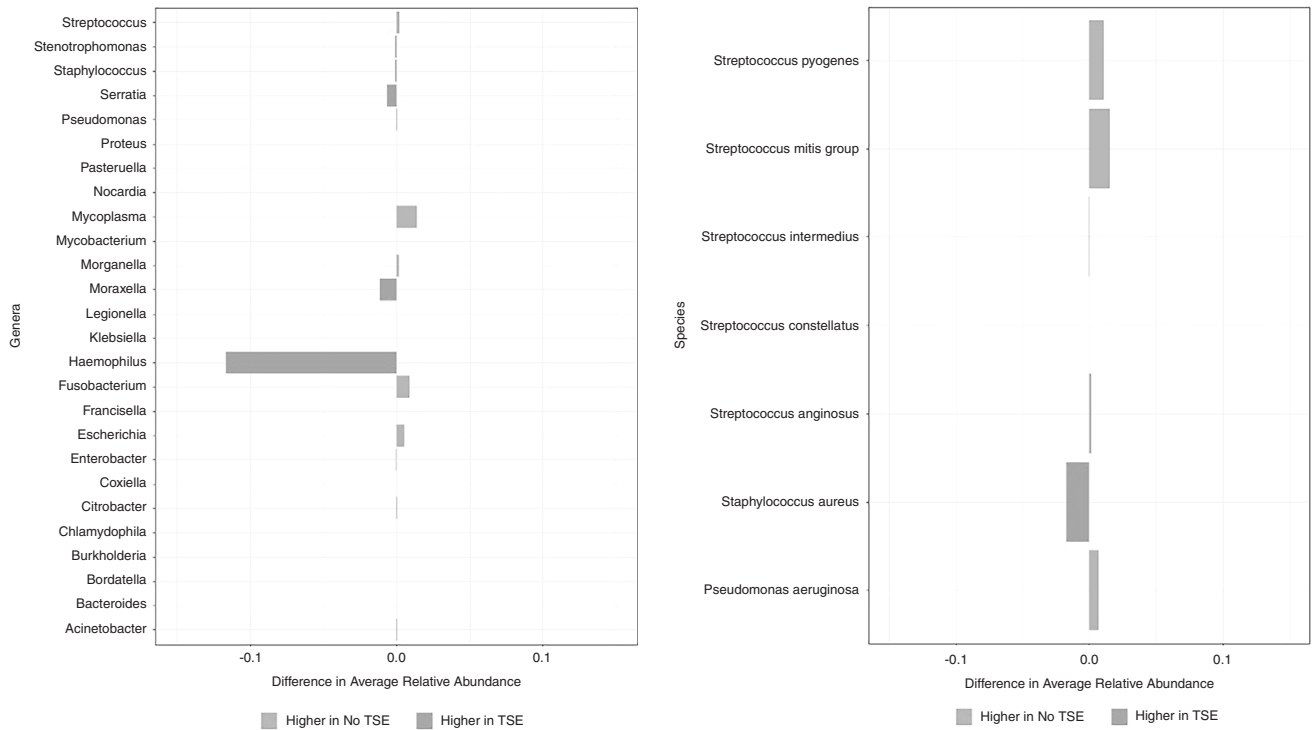 Genera
Streptococcus
Stenotrophomonas
Staphylococcus
Serratia
Pseudomonas
Proteus
Pasteruella
Nocardia
Mycoplasma
Mycobacterium
Morganella
Moraxella
Legionella
Klebsiella
Haemophilus
Fusobacterium
Francisella
Escherichia
Enterobacter
Coxiella
Citrobacter
Chlamydophila
Burkholderia
Bordatella
Bacteroides
Acinetobacter
-0.1 0.0 0.1
Difference in Average Relative Abundance
Higher in No TSE Higher in TSE
Species
Streptococcus pyogenes
Streptococcus mitis group
Streptococcus intermedius
Streptococcus constellatus
Streptococcus anginosus
Staphylococcus aureus
Pseudomonas aeruginosa
-0.1 0.0 0.1
Difference in Average Relative Abundance
Higher in No TSE Higher in TSE